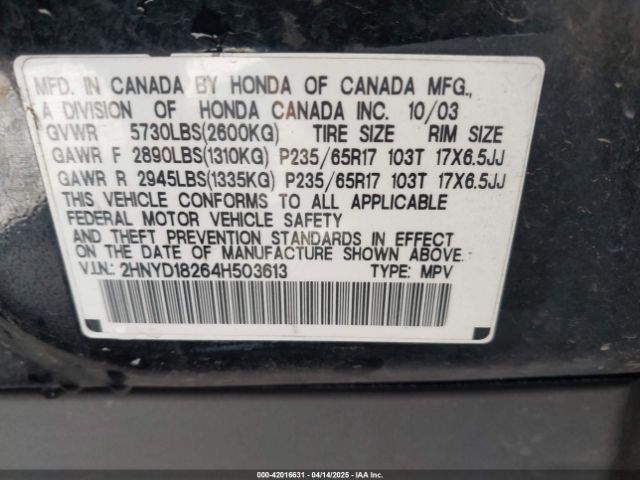 MFD. IN CANADA BY HONDA OF CANADA MFG.,
A DIVISION OF HONDA CANADA INC. 10/03
GVWR 5730LBS(2600KG) TIRE SIZE RIM SIZE
GAWR F 2890LBS(1310KG) P235/65R17 103T 17X6.5JJ
GAWR R 2945LBS(1335KG) P235/65R17 103T 17X6.5JJ
THIS VEHICLE CONFORMS TO ALL APPLICABLE
FEDERAL MOTOR VEHICLE SAFETY
AND THEFT PREVENTION STANDARDS IN EFFECT
ON THE DATE OF MANUFACTURE SHOWN ABOVE.
V.I.N.: 2HNYD18264H503613 TYPE: MPV
000-42016631 - 04/14/2025 - IAA Inc.